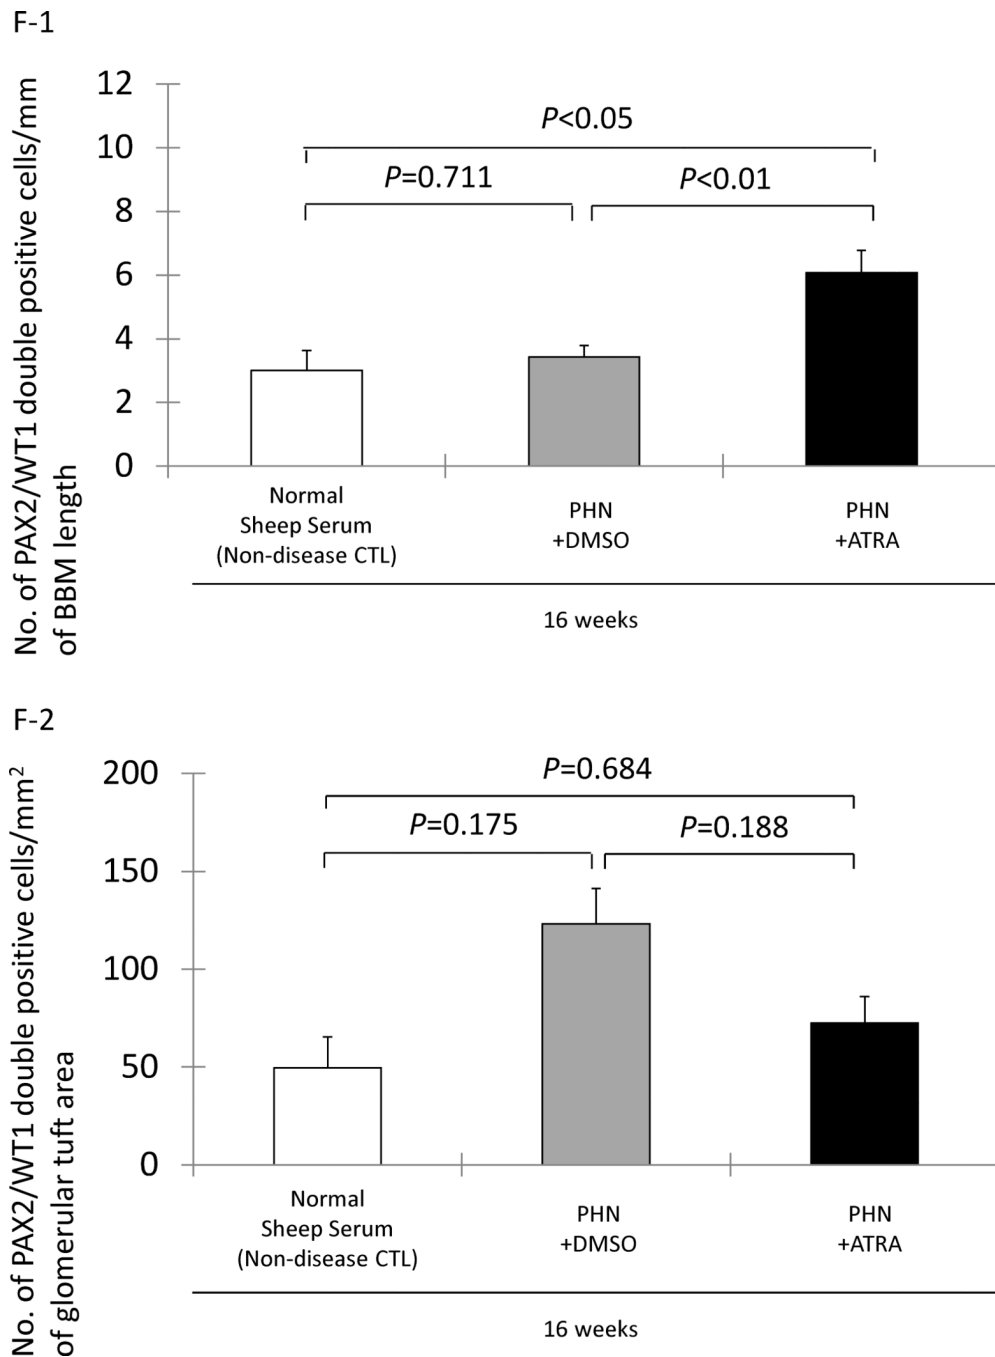 F-1
No. of PAX2/WT1 double positive cells/mm
of BBM length
12
10
8
6
4
2
0
P<0.05
P=0.711
P<0.01
Normal
Sheep Serum
(Non-disease CTL)
PHN
+DMSO
PHN
+ATRA
16 weeks
F-2
No. of PAX2/WT1 double positive cells/mm²
of glomerular tuft area
200
150
100
50
0
P=0.684
P=0.175
P=0.188
Normal
Sheep Serum
(Non-disease CTL)
PHN
+DMSO
PHN
+ATRA
16 weeks